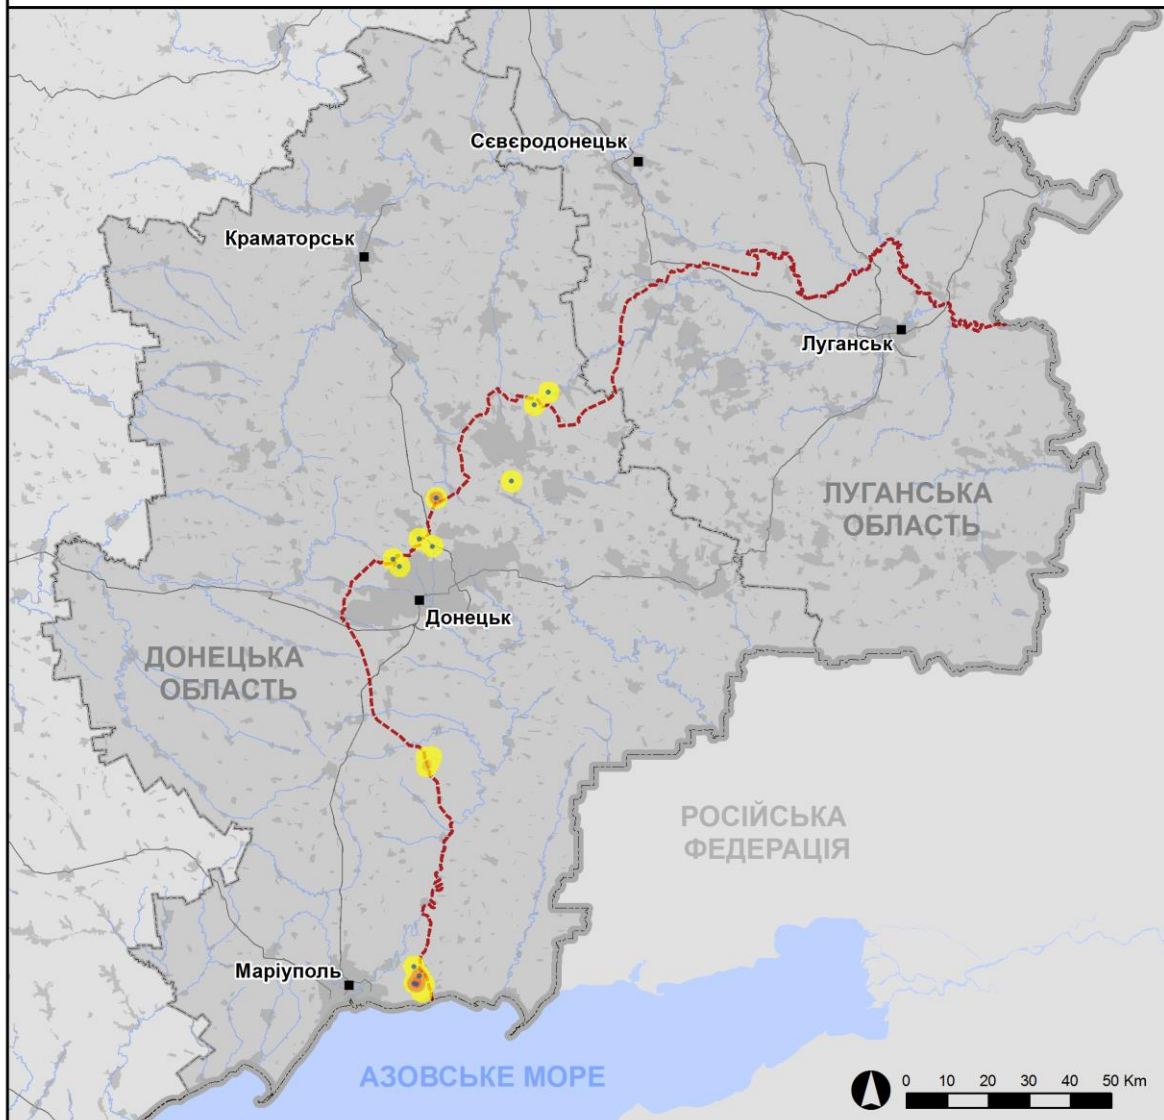 Сєвєродонецьк
Краматорськ
Луганськ
ЛУГАНСЬКА
ОБЛАСТЬ
Донецьк
ДОНЕЦЬКА
ОБЛАСТЬ
РОСІЙСЬКА
ФЕДЕРАЦІЯ
Маріуполь
АЗОВСЬКЕ МОРЕ
0 10 20 30 40 50 Km